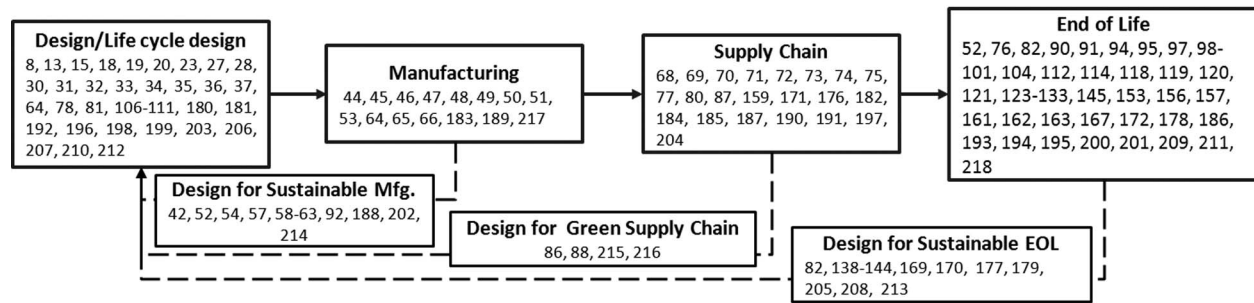 Design/Life cycle design
8, 13, 15, 18, 19, 20, 23, 27, 28,
30, 31, 32, 33, 34, 35, 36, 37,
64, 78, 81, 106-111, 180, 181,
192, 196, 198, 199, 203, 206,
207, 210, 212
Manufacturing
44, 45, 46, 47, 48, 49, 50, 51,
53, 64, 65, 66, 183, 189, 217
Supply Chain
68, 69, 70, 71, 72, 73, 74, 75,
77, 80, 87, 159, 171, 176, 182,
184, 185, 187, 190, 191, 197,
204
End of Life
52, 76, 82, 90, 91, 94, 95, 97, 98-
101, 104, 112, 114, 118, 119, 120,
121, 123-133, 145, 153, 156, 157,
161, 162, 163, 167, 172, 178, 186,
193, 194, 195, 200, 201, 209, 211,
218
Design for Sustainable Mfg.
42, 52, 54, 57, 58-63, 92, 188, 202,
214
Design for Green Supply Chain
86, 88, 215, 216
Design for Sustainable EOL
82, 138-144, 169, 170, 177, 179,
205, 208, 213